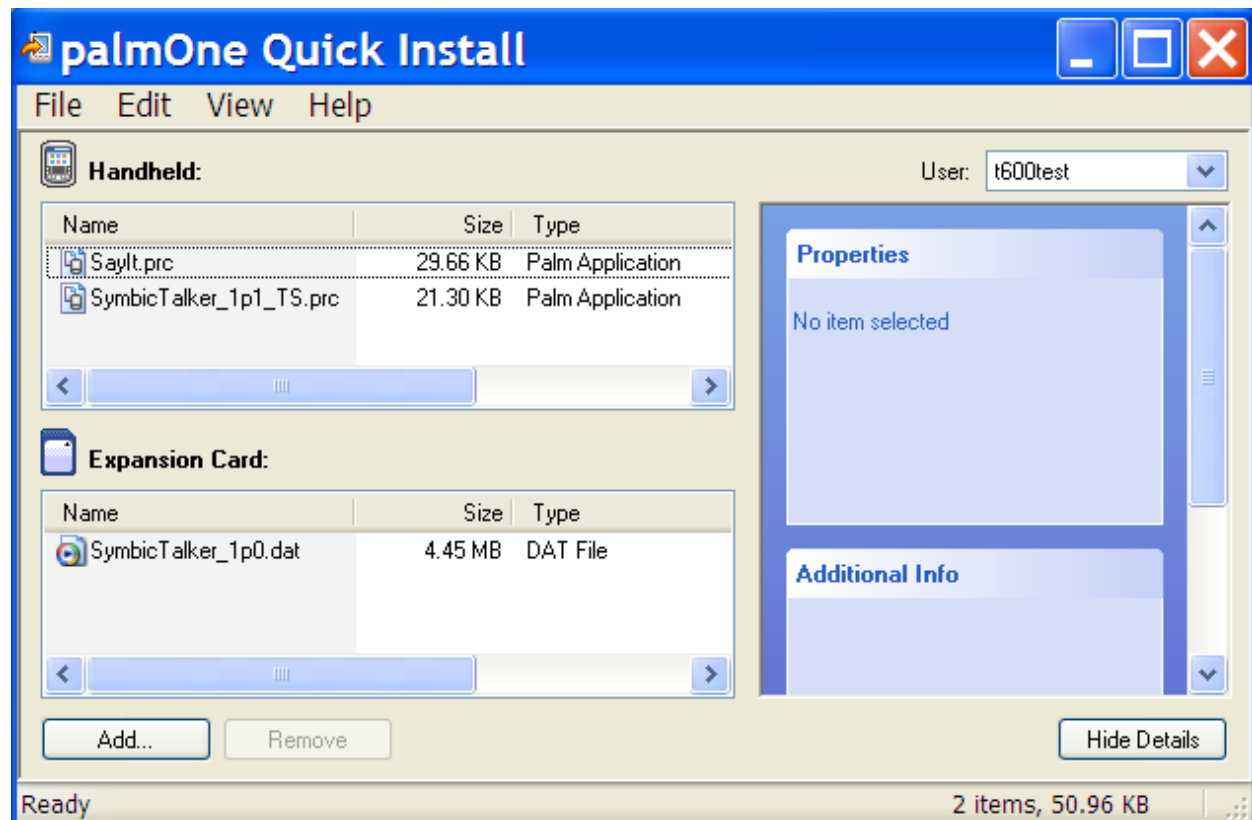 palmOne Quick Install
File Edit View Help
Handheld:
User: t600test
Name Size Type
SayIt.prc 29.66 KB Palm Application
SymbicTalker_1p1_TS.prc 21.30 KB Palm Application
Properties
No item selected
Expansion Card:
Name Size Type
SymbicTalker_1p0.dat 4.45 MB DAT File
Additional Info
Add... Remove
Hide Details
Ready
2 items, 50.96 KB